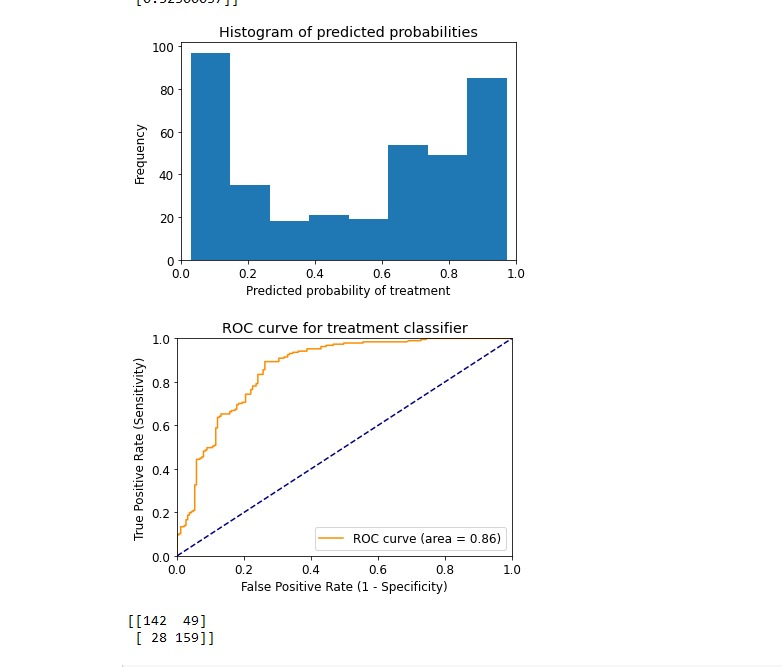 Histogram of predicted probabilities
100
80
60
40
20
0
Frequency
0.0 0.2 0.4 0.6 0.8 1.0
Predicted probability of treatment
ROC curve for treatment classifier
1.0
0.8
0.6
0.4
0.2
0.0
True Positive Rate (Sensitivity)
ROC curve (area = 0.86)
0.0 0.2 0.4 0.6 0.8 1.0
False Positive Rate (1 - Specificity)
[[142 49]
[ 28 159]]